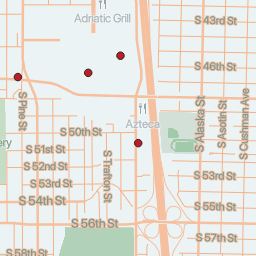 Adriatic Grill
S 43rd St
S 46th St
S Pine St
Azteca
S Alaska St
S Asotin St
S Cushman Ave
S 50th St
S 51st St
S 52nd St
S 53rd St
S Trafton St
S 53rd St
S 54th St
S 55th St
S 56th St
S 57th St
S 58th St